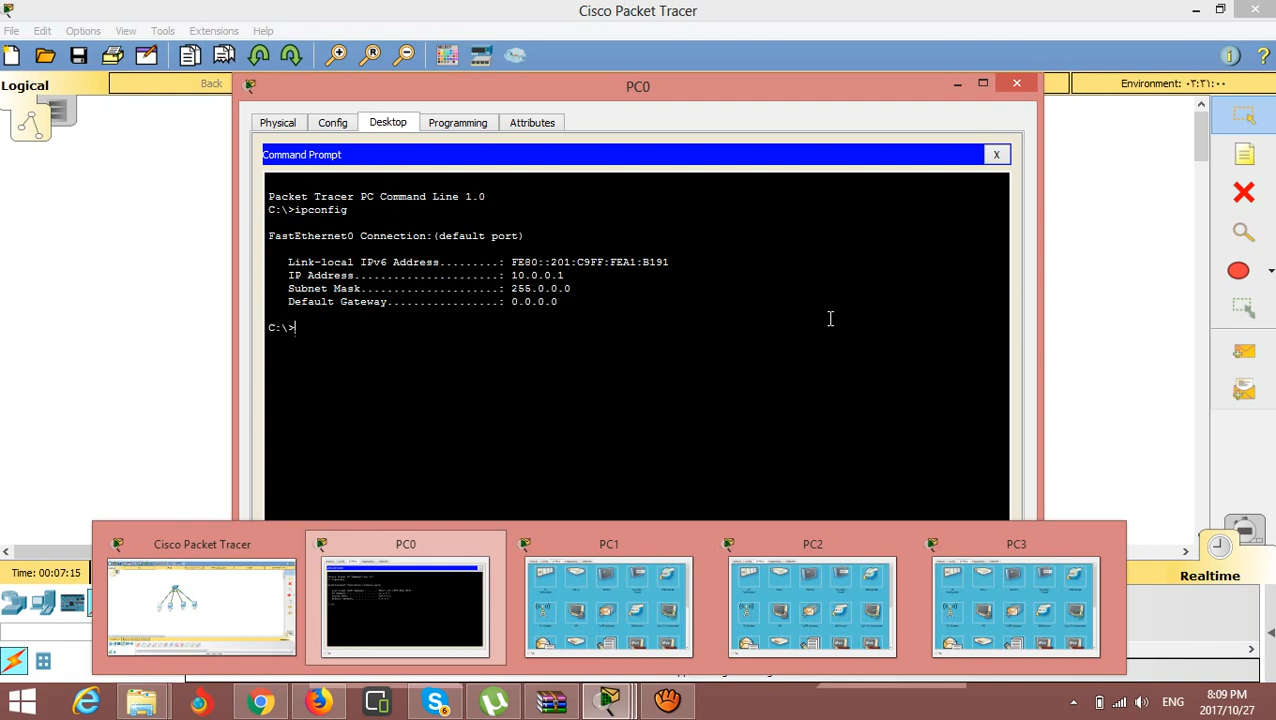 Cisco Packet Tracer
File Edit Options View Tools Extensions Help
Logical
Back
PC0
Environment: ۰۳:۲۱:۰۰
Physical Config Desktop Programming Attributes
Command Prompt
X
Packet Tracer PC Command Line 1.0
C:\>ipconfig
FastEthernet0 Connection:(default port)
Link-local IPv6 Address.........: FE80::201:C9FF:FEA1:B191
IP Address......................: 10.0.0.1
Subnet Mask.....................: 255.0.0.0
Default Gateway.................: 0.0.0.0
C:\>
Cisco Packet Tracer PC0 PC1 PC2 PC3
Time: 00:07:15
Realtime
ENG
8:09 PM
2017/10/27